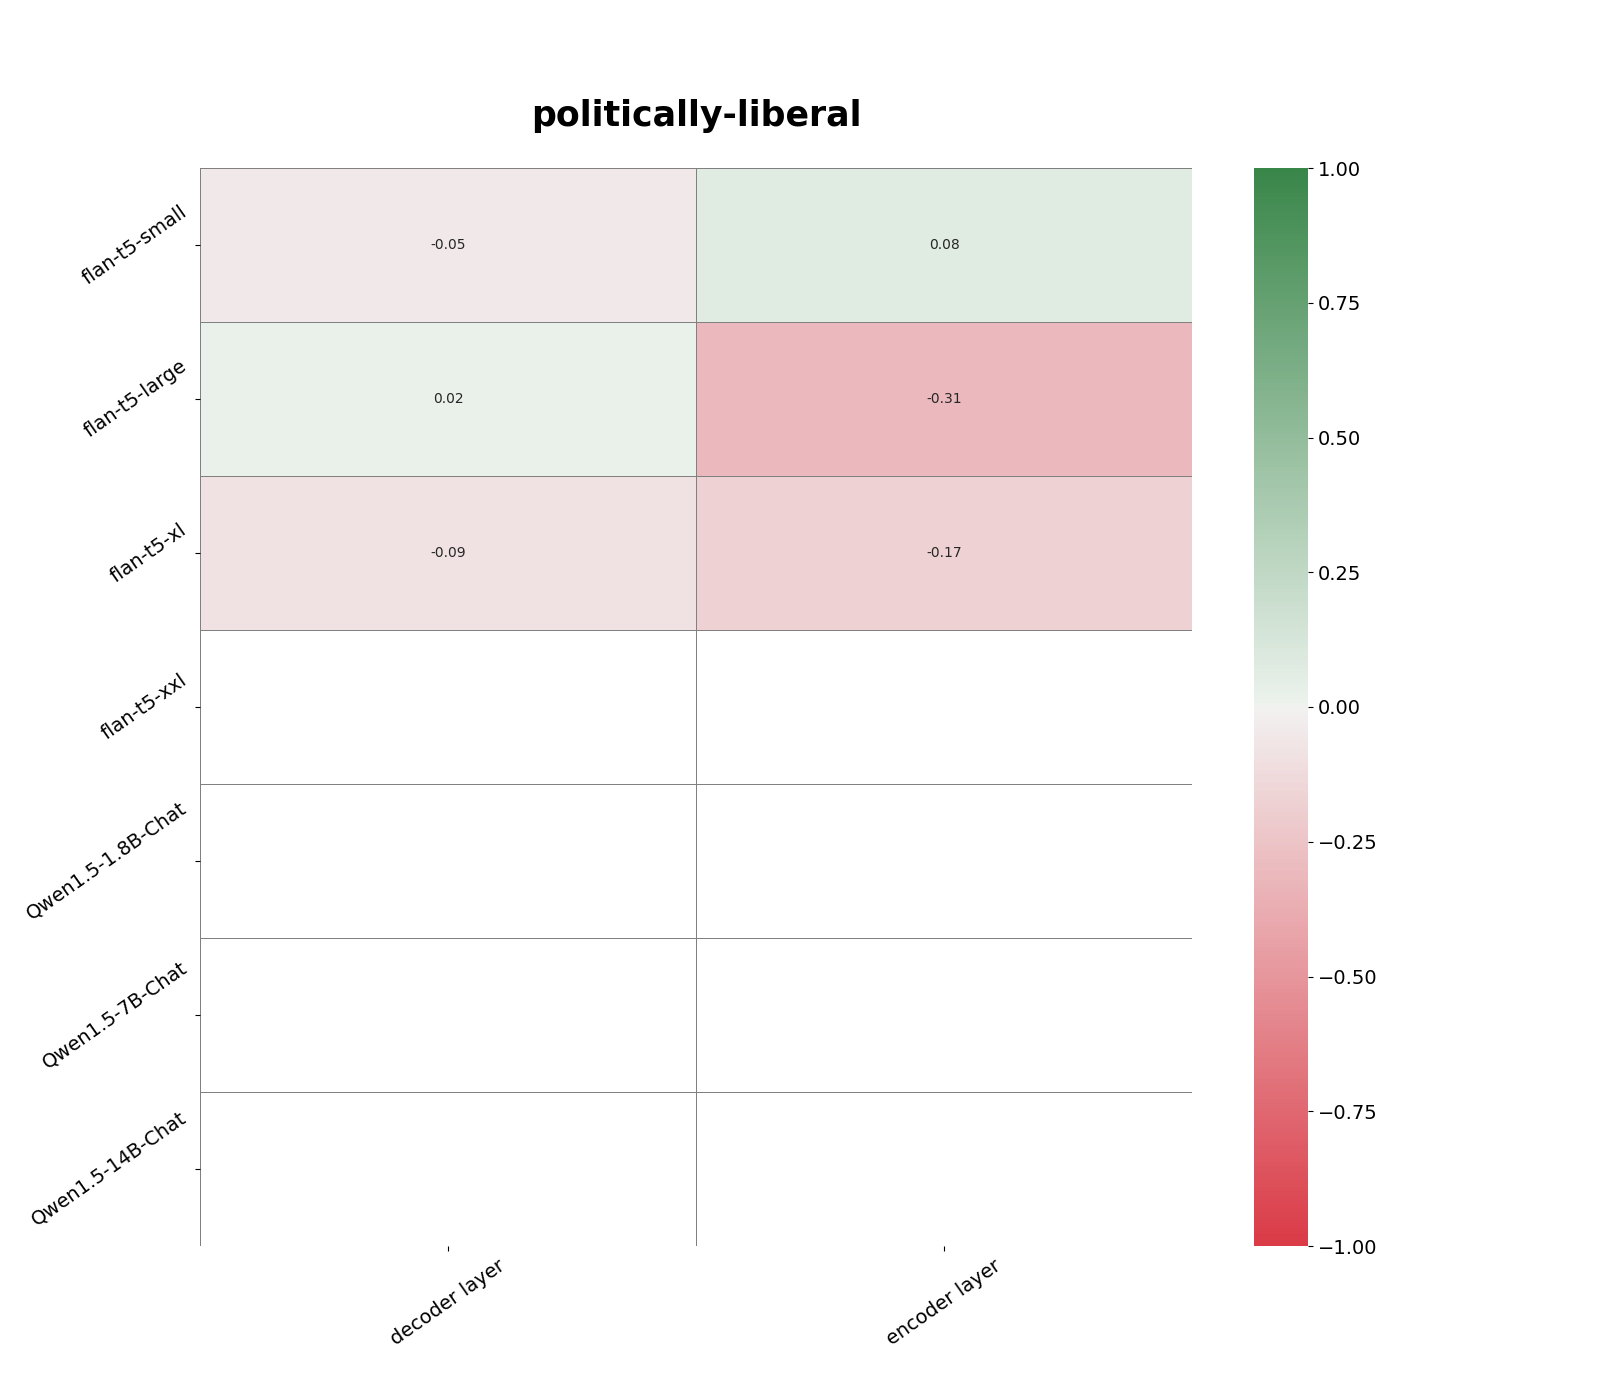 politically-liberal
flan-t5-small
-0.05
0.08
flan-t5-large
0.02
-0.31
flan-t5-xl
-0.09
-0.17
flan-t5-xxl
Qwen1.5-1.8B-Chat
Qwen1.5-7B-Chat
Qwen1.5-14B-Chat
decoder layer
encoder layer
1.00
0.75
0.50
0.25
0.00
−0.25
−0.50
−0.75
−1.00